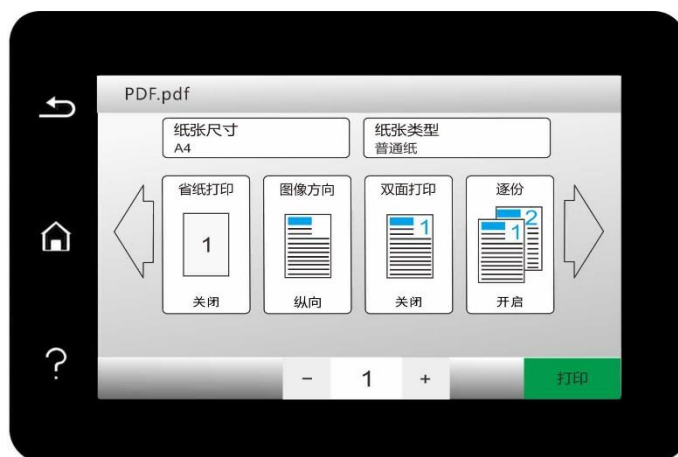 PDF.pdf
纸张尺寸
A4
纸张类型
普通纸
省纸打印
1
关闭
图像方向
纵向
双面打印
1
关闭
逐份
1
2
开启
?
- 1 +
打印